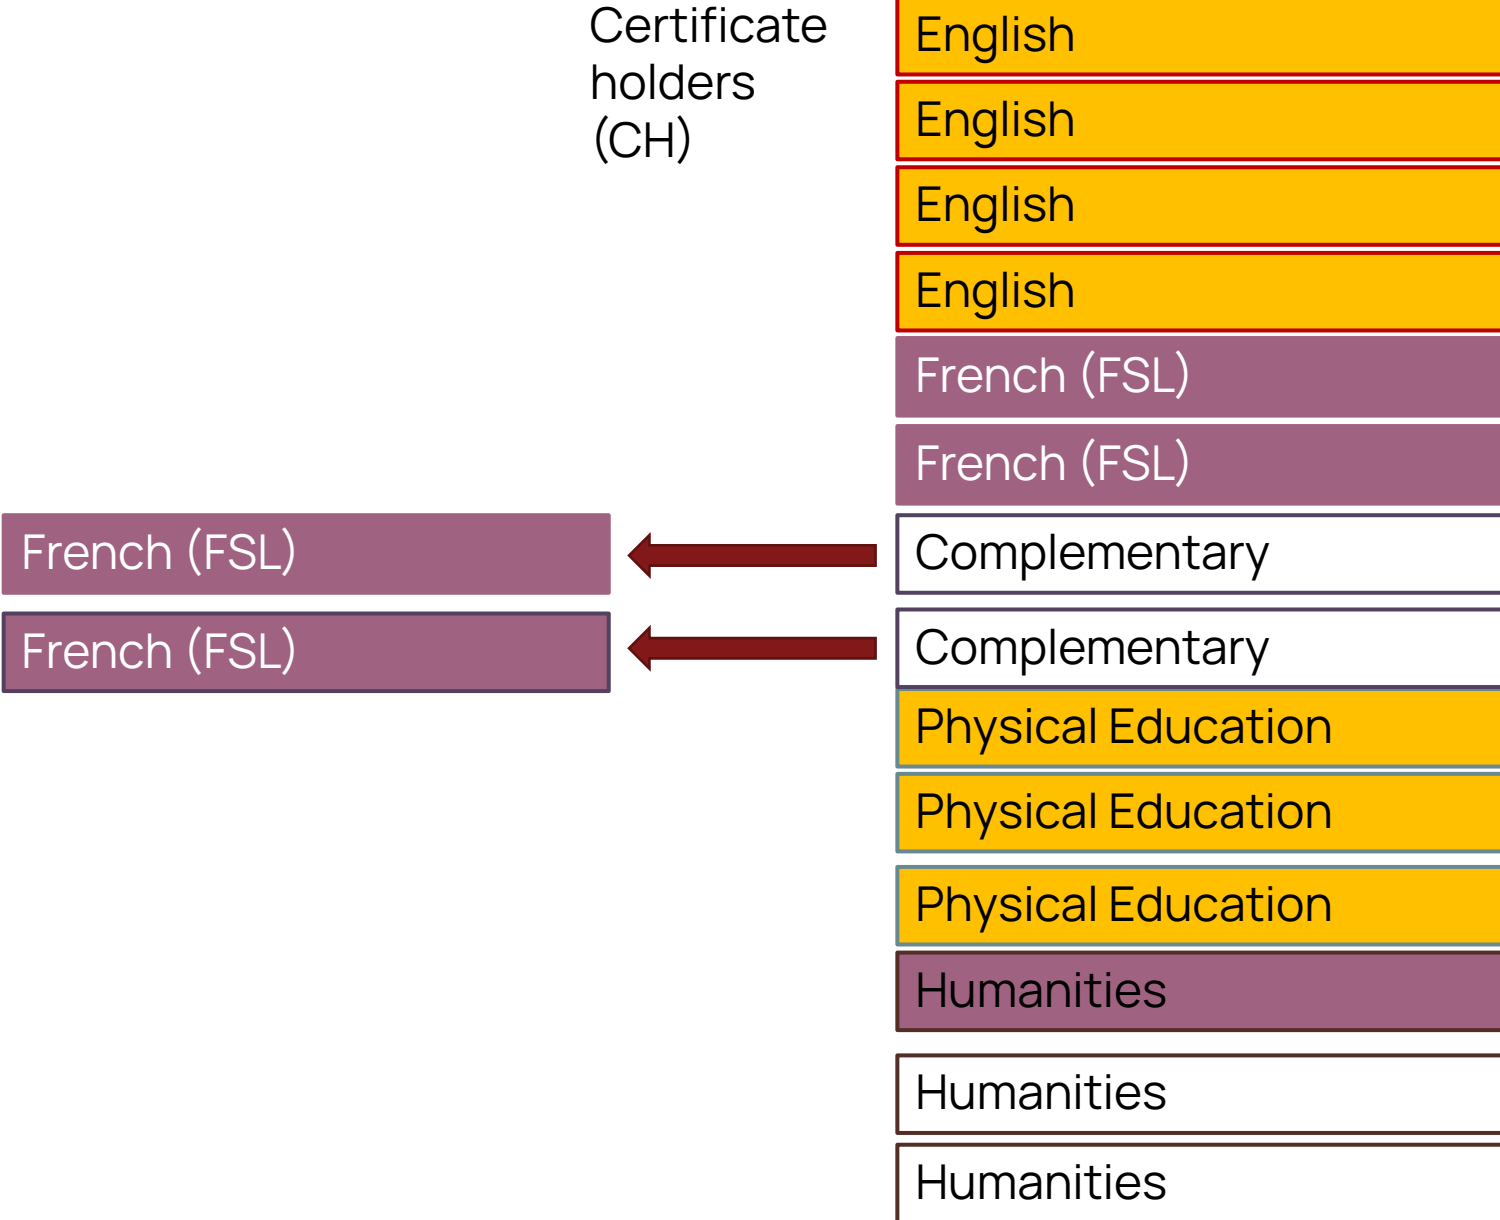 Certificate
holders
(CH)
English
English
English
English
French (FSL)
French (FSL)
French (FSL)
Complementary
French (FSL)
Complementary
Physical Education
Physical Education
Physical Education
Humanities
Humanities
Humanities